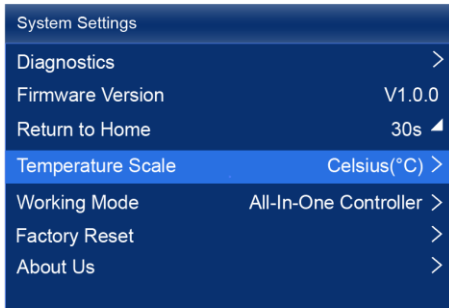 System Settings
Diagnostics >
Firmware Version V1.0.0
Return to Home 30s
Temperature Scale Celsius(°C) >
Working Mode All-In-One Controller >
Factory Reset >
About Us >